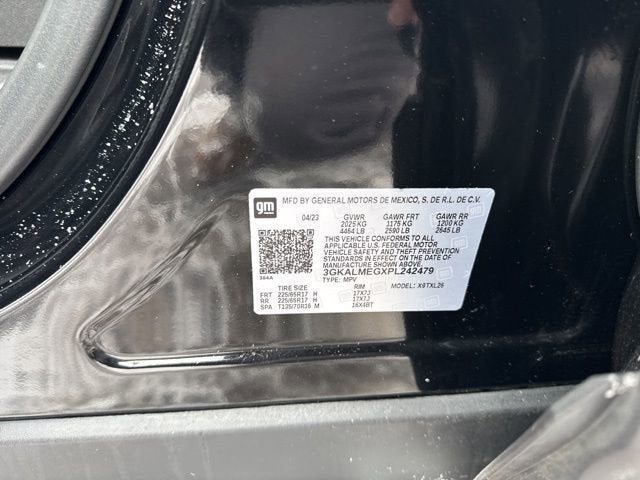 gm
MFD BY GENERAL MOTORS DE MEXICO, S. DE R.L. DE C.V.
04/23 GVWR GAWR FRT GAWR RR
2025 KG 1175 KG 1200 KG
4464 LB 2590 LB 2645 LB
THIS VEHICLE CONFORMS TO ALL
APPLICABLE U.S. FEDERAL MOTOR
VEHICLE SAFETY AND THEFT PREVENTION
STANDARDS IN EFFECT ON THE DATE OF
MANUFACTURE SHOWN ABOVE.
3GKALMEGXPL242479
384A TYPE: MPV
TIRE SIZE RIM MODEL: X9TXL26
FRT 225/65R17 H 17X7J
RR 225/65R17 H 17X7J
SPA T135/70R16 M 16X4BT